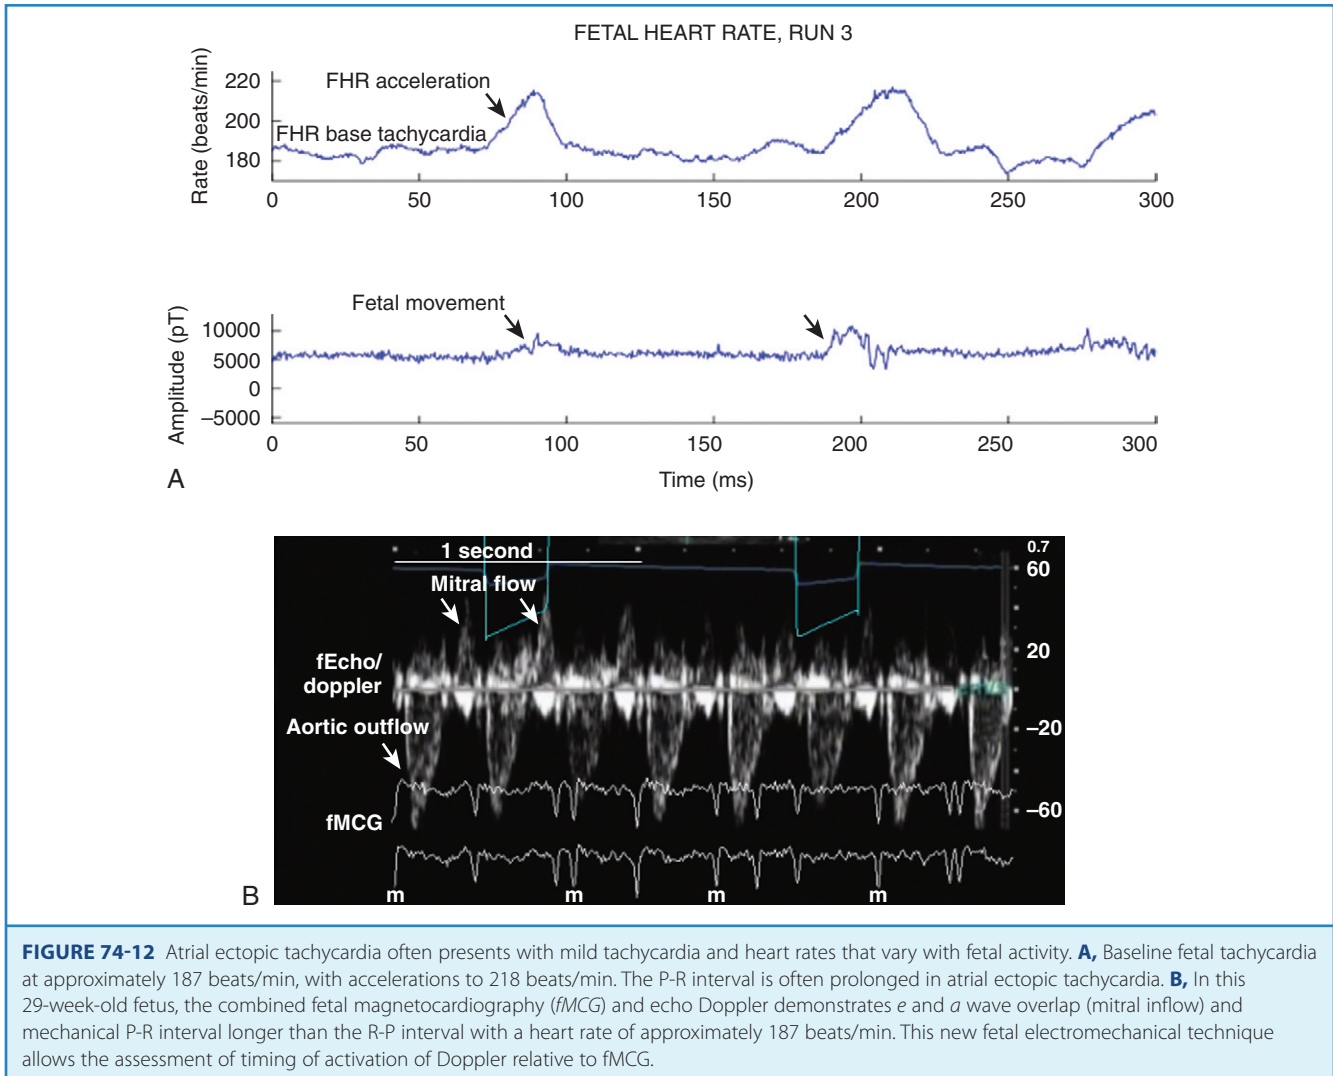 FETAL HEART RATE, RUN 3
Rate (beats/min)
220
200
180
FHR acceleration
FHR base tachycardia
0 50 100 150 200 250 300
Amplitude (pT)
10000
5000
0
–5000
Fetal movement
0 50 100 150 200 250 300
Time (ms)
A
1 second
Mitral flow
fEcho/
doppler
Aortic outflow
fMCG
0.7
60
20
–20
–60
m m m m
B
FIGURE 74-12 Atrial ectopic tachycardia often presents with mild tachycardia and heart rates that vary with fetal activity. A, Baseline fetal tachycardia
at approximately 187 beats/min, with accelerations to 218 beats/min. The P-R interval is often prolonged in atrial ectopic tachycardia. B, In this
29-week-old fetus, the combined fetal magnetocardiography (fMCG) and echo Doppler demonstrates e and a wave overlap (mitral inflow) and
mechanical P-R interval longer than the R-P interval with a heart rate of approximately 187 beats/min. This new fetal electromechanical technique
allows the assessment of timing of activation of Doppler relative to fMCG.